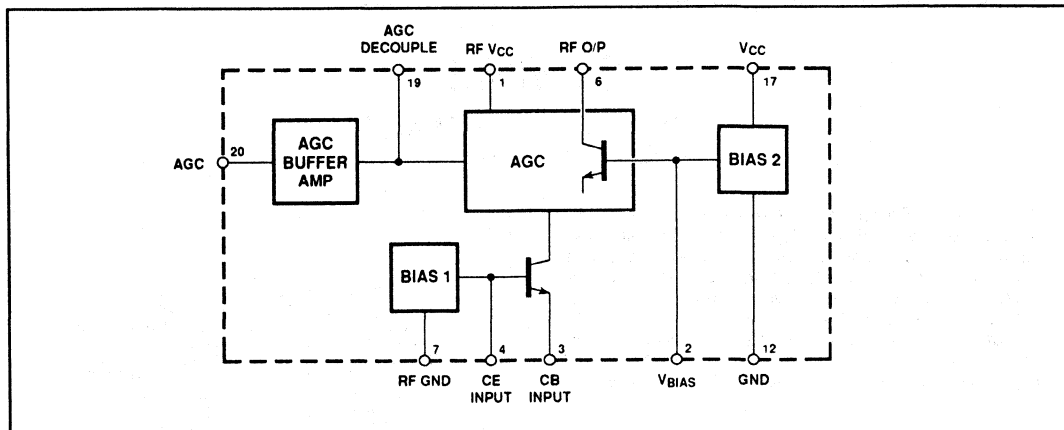 AGC
DECOUPLE
RF VCC
RF O/P
VCC
19
1
6
17
AGC
20
AGC
BUFFER
AMP
AGC
BIAS 2
BIAS 1
7
4
3
2
12
RF GND
CE
INPUT
CB
INPUT
VBIAS
GND